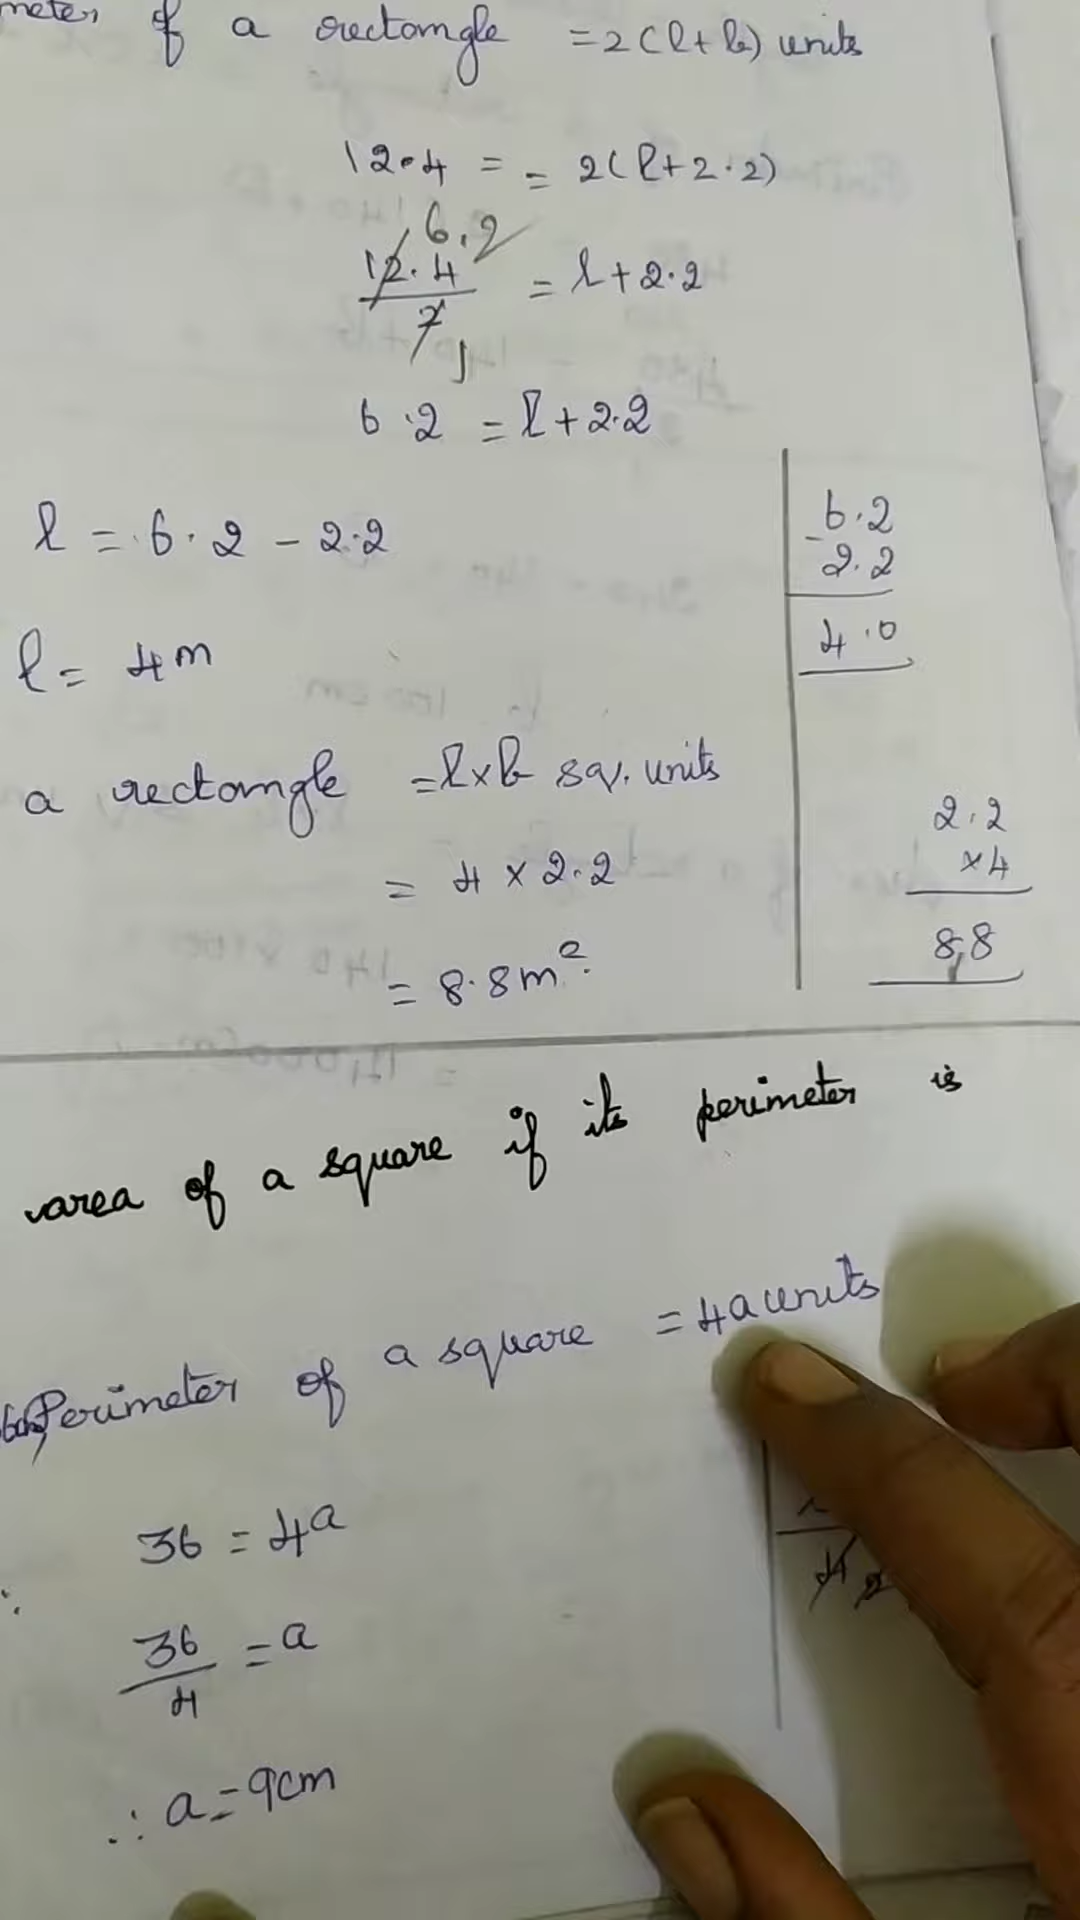 of a rectangle = 2(l+b) units
12.4 = = 2(l+2.2)
6.2
12.4/2 = l+2.2
1
6.2 = l+2.2
l = 6.2 - 2.2
6.2
- 2.2
4.0
l = 4m
a rectangle = l×b sq. units
= 4 × 2.2
2.2
×4
8.8
= 8.8m²
area of a square if its perimeter is
Perimeter of a square = 4a units
36 = 4a
36/4 = a
∴ a = 9cm